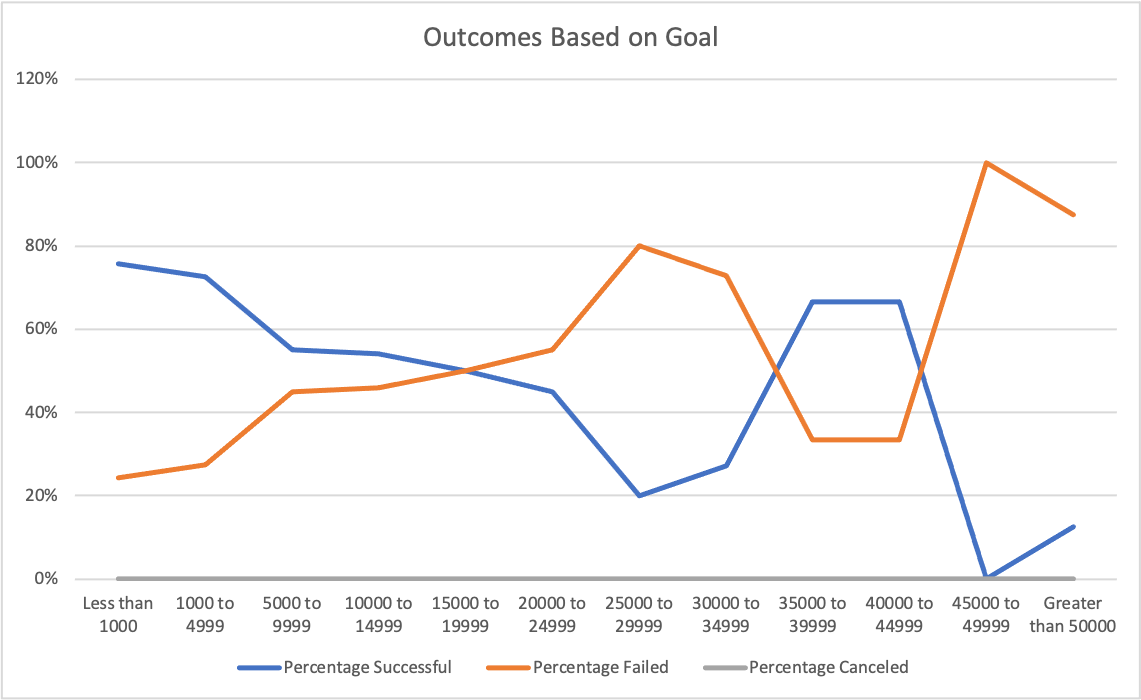 Outcomes Based on Goal
120%
100%
80%
60%
40%
20%
0%
Less than 1000 to 5000 to 10000 to 15000 to 20000 to 25000 to 30000 to 35000 to 40000 to 45000 to Greater
1000 4999 9999 14999 19999 24999 29999 34999 39999 44999 49999 than 50000
Percentage Successful Percentage Failed Percentage Canceled